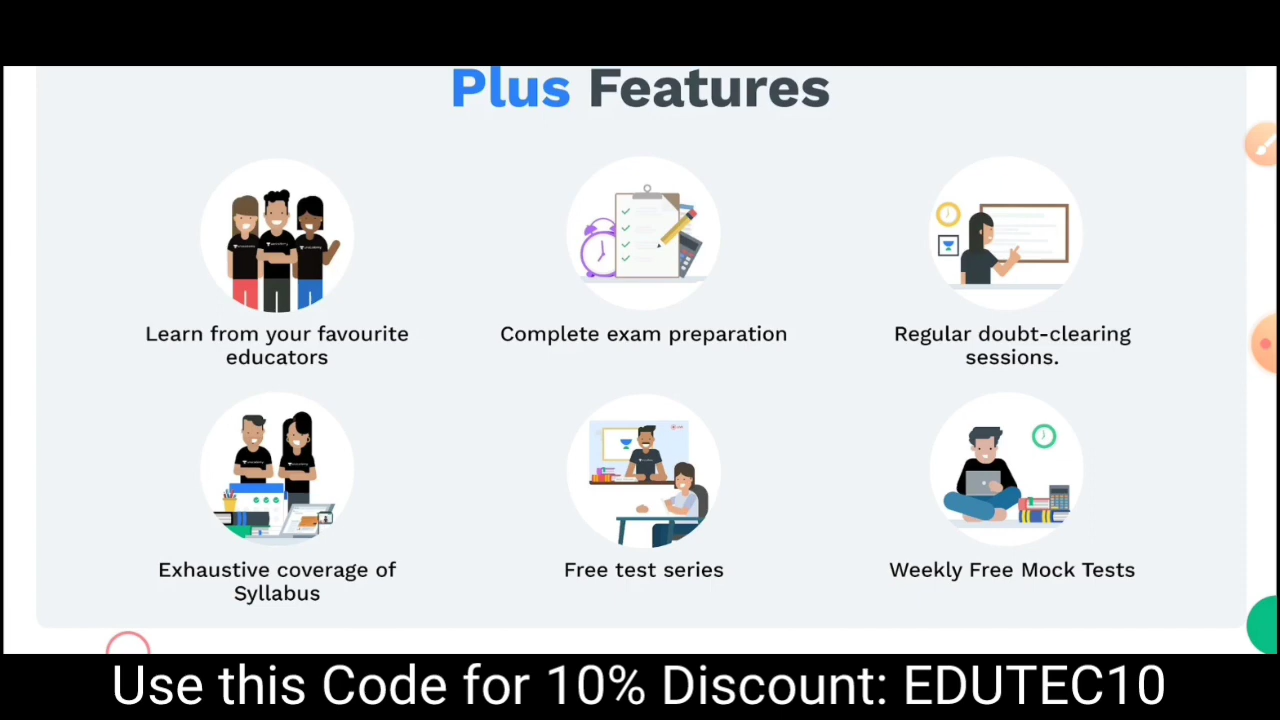 Plus Features
Learn from your favourite
educators
Complete exam preparation
Regular doubt-clearing
sessions.
Exhaustive coverage of
Syllabus
Free test series
Weekly Free Mock Tests
Use this Code for 10% Discount: EDUTEC10